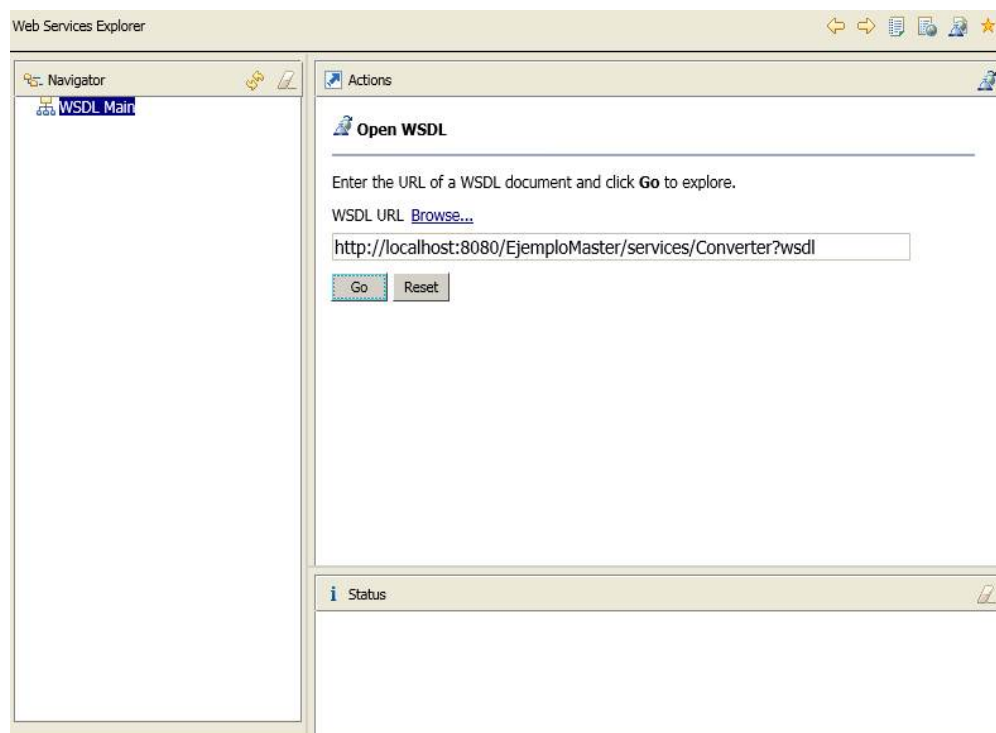 Web Services Explorer
Navigator
WSDL Main
Actions
Open WSDL
Enter the URL of a WSDL document and click Go to explore.
WSDL URL Browse...
http://localhost:8080/EjemploMaster/services/Converter?wsdl
Go Reset
i Status